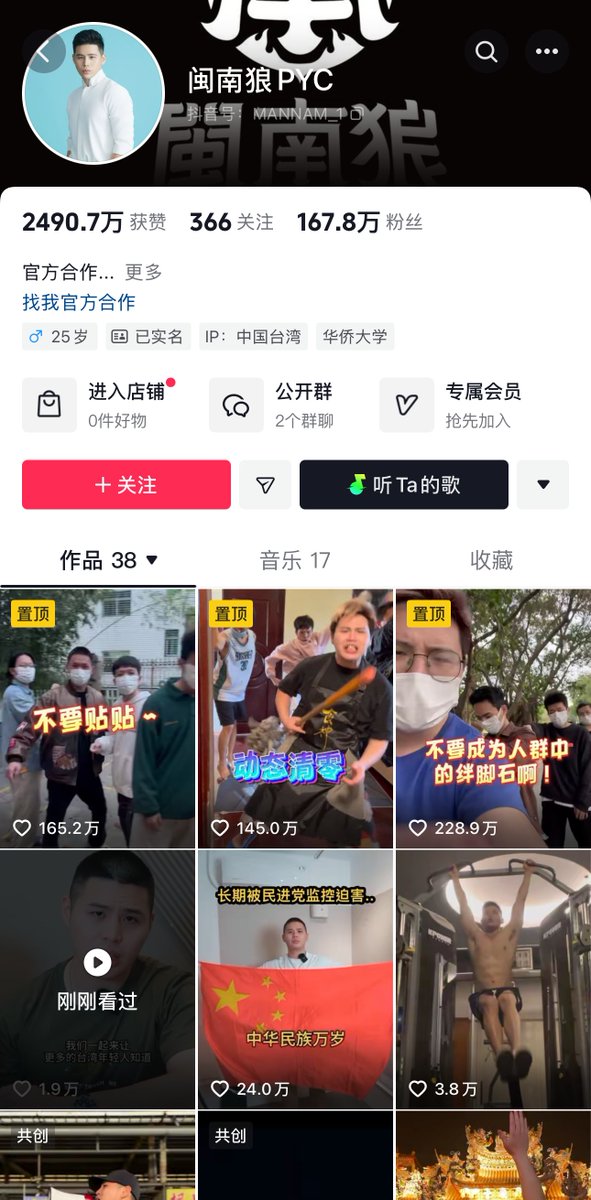 闽南狼PYC
抖音号：MANNAM_1
閩南狼
2490.7万 获赞 366 关注 167.8万 粉丝
官方合作... 更多
找我官方合作
25岁 已实名 IP：中国台湾 华侨大学
进入店铺 公开群 专属会员
0件好物 2个群聊 抢先加入
+关注 听Ta的歌
作品 38 音乐 17 收藏
置顶 置顶 置顶
不要贴贴~
动态清零
不要成为人群中
的绊脚石啊！
165.2万 145.0万 228.9万
刚刚看过
我们一起来让
更多的台湾年轻人知道
1.9万
长期被民进党监控迫害..
中华民族万岁
24.0万
3.8万
共创 共创